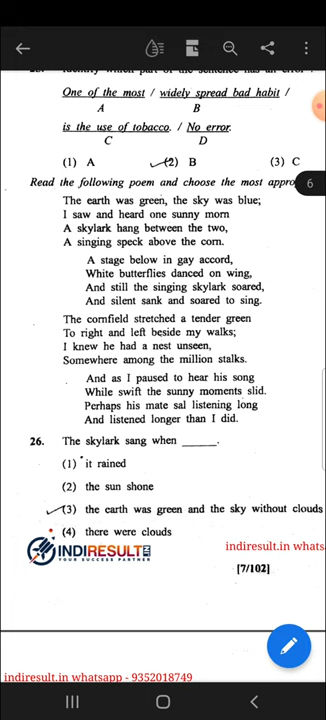 One of the most / widely spread bad habit /
A B
is the use of tobacco. / No error.
C D
(1) A (2) B (3) C
Read the following poem and choose the most appro
6
The earth was green, the sky was blue;
I saw and heard one sunny morn
A skylark hang between the two,
A singing speck above the corn.
A stage below in gay accord,
White butterflies danced on wing,
And still the singing skylark soared,
And silent sank and soared to sing.
The cornfield stretched a tender green
To right and left beside my walks;
I knew he had a nest unseen,
Somewhere among the million stalks.
And as I paused to hear his song
While swift the sunny moments slid.
Perhaps his mate sal listening long
And listened longer than I did.
26. The skylark sang when ______.
(1) it rained
(2) the sun shone
(3) the earth was green and the sky without clouds
(4) there were clouds
INDIRESULT.IN
YOUR SUCCESS PARTNER
indiresult.in whats
[7/102]
indiresult.in whatsapp - 9352018749